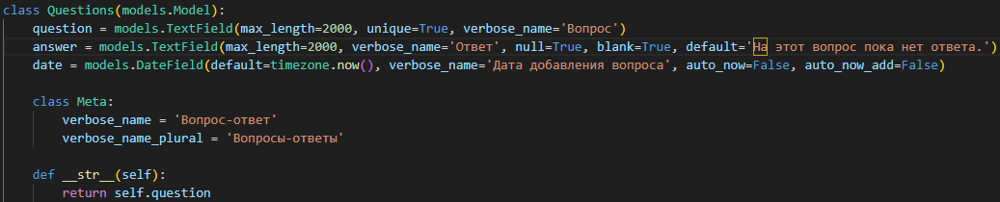 class Questions(models.Model):
    question = models.TextField(max_length=2000, unique=True, verbose_name='Вопрос')
    answer = models.TextField(max_length=2000, verbose_name='Ответ', null=True, blank=True, default='На этот вопрос пока нет ответа.')
    date = models.DateField(default=timezone.now(), verbose_name='Дата добавления вопроса', auto_now=False, auto_now_add=False)
    class Meta:
        verbose_name = 'Вопрос-ответ'
        verbose_name_plural = 'Вопросы-ответы'
    def __str__(self):
        return self.question